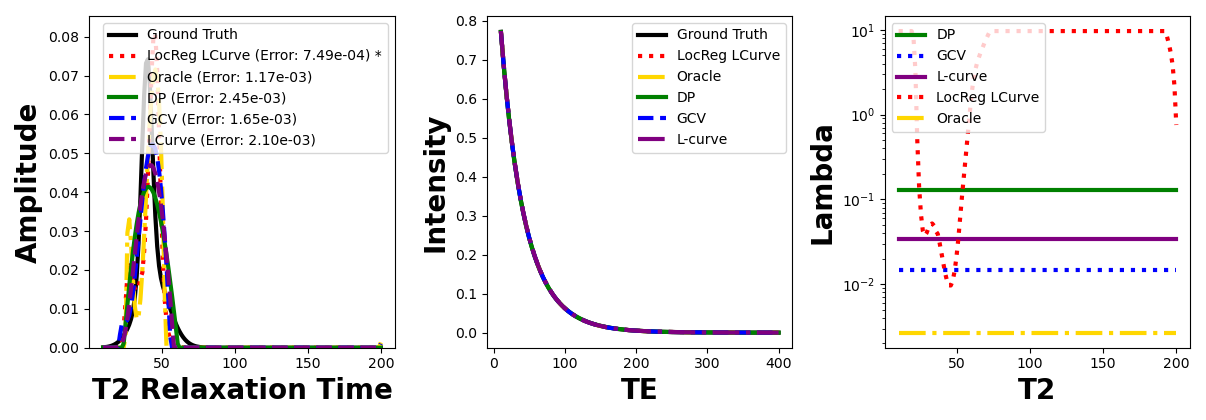 0.08
0.07
0.06
0.05
0.04
0.03
0.02
0.01
0.00
Amplitude
Ground Truth
LocReg LCurve (Error: 7.49e-04) *
Oracle (Error: 1.17e-03)
DP (Error: 2.45e-03)
GCV (Error: 1.65e-03)
LCurve (Error: 2.10e-03)
50 100 150 200
T2 Relaxation Time
0.8
0.7
0.6
0.5
0.4
0.3
0.2
0.1
0.0
Intensity
Ground Truth
LocReg LCurve
Oracle
DP
GCV
L-curve
0 100 200 300 400
TE
10¹
10⁰
10⁻¹
10⁻²
Lambda
DP
GCV
L-curve
LocReg LCurve
Oracle
50 100 150 200
T2